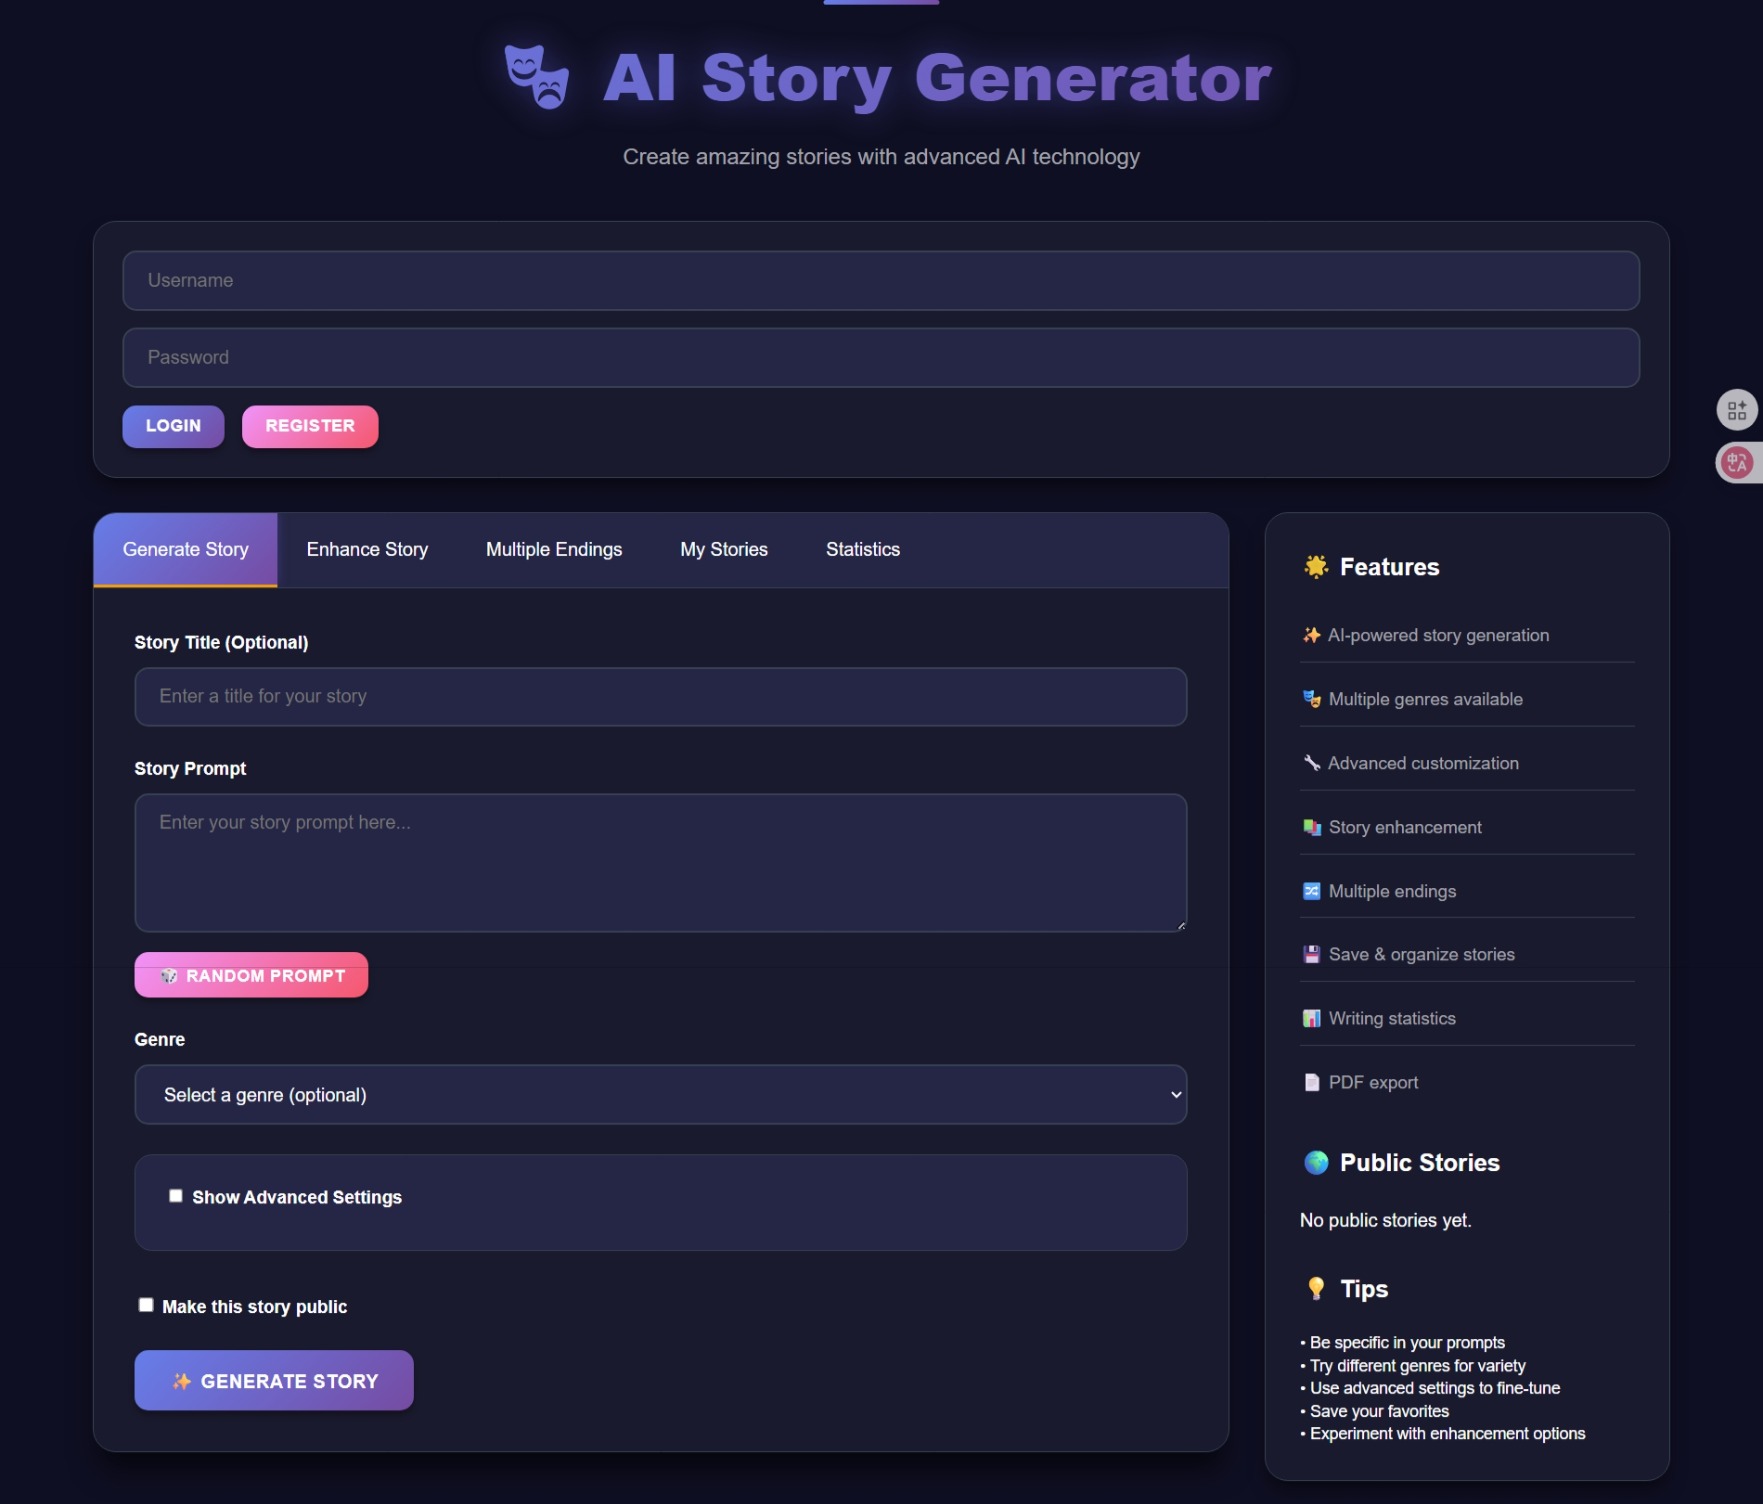 AI Story Generator
Create amazing stories with advanced AI technology
Username
Password
LOGIN
REGISTER
Generate Story
Enhance Story
Multiple Endings
My Stories
Statistics
Story Title (Optional)
Enter a title for your story
Story Prompt
Enter your story prompt here...
🎲 RANDOM PROMPT
Genre
Select a genre (optional)
Show Advanced Settings
Make this story public
✨ GENERATE STORY
🌟 Features
✨ AI-powered story generation
🎭 Multiple genres available
🔧 Advanced customization
📚 Story enhancement
🔀 Multiple endings
💾 Save & organize stories
📊 Writing statistics
📄 PDF export
🌍 Public Stories
No public stories yet.
💡 Tips
• Be specific in your prompts
• Try different genres for variety
• Use advanced settings to fine-tune
• Save your favorites
• Experiment with enhancement options
中A